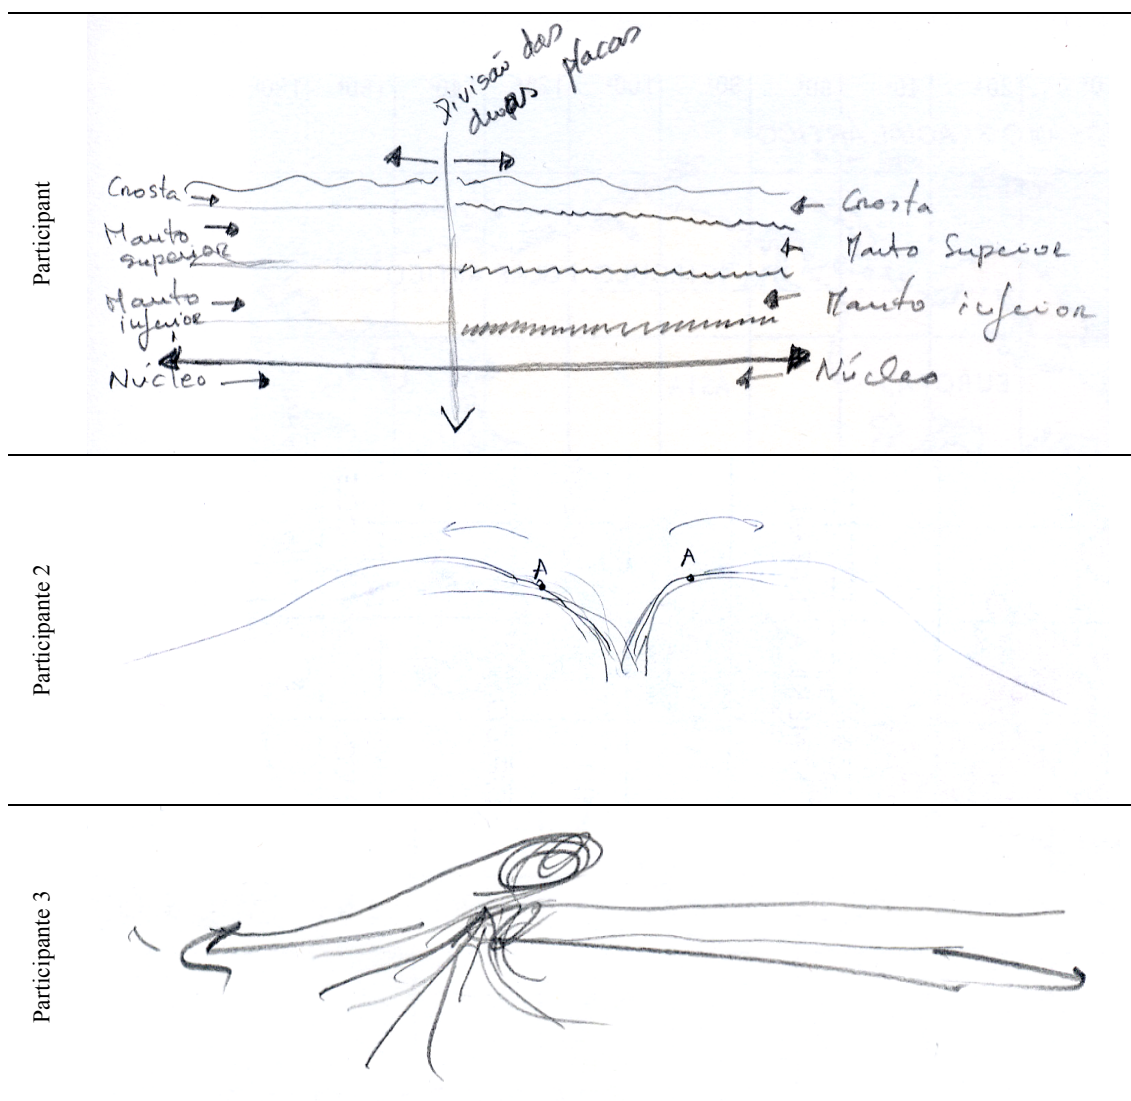 Participant
Divisão das
duas placas
Crosta
Manto
superior
Manto
inferior
Núcleo
Crosta
Manto Superior
Manto inferior
Núcleo
Participante 2
A
A
Participante 3